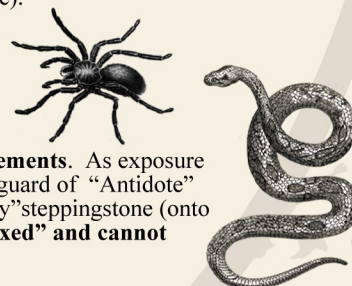 c).
ements.  As exposure
guard of “Antidote”
y”steppingstone (onto
xed” and cannot